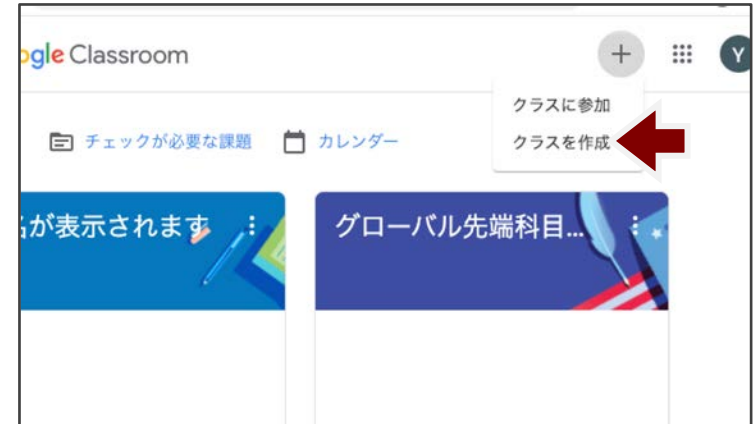 ogle Classroom
Y
クラスに参加
クラスを作成
チェックが必要な課題
カレンダー
が表示されます
グローバル先端科目...